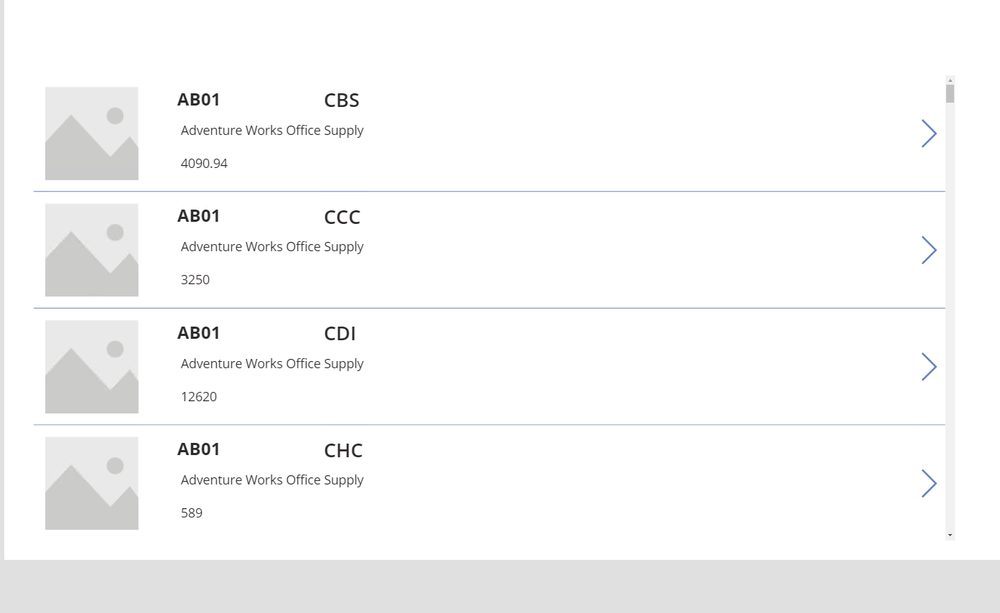 AB01 CBS
Adventure Works Office Supply
4090.94
AB01 CCC
Adventure Works Office Supply
3250
AB01 CDI
Adventure Works Office Supply
12620
AB01 CHC
Adventure Works Office Supply
589